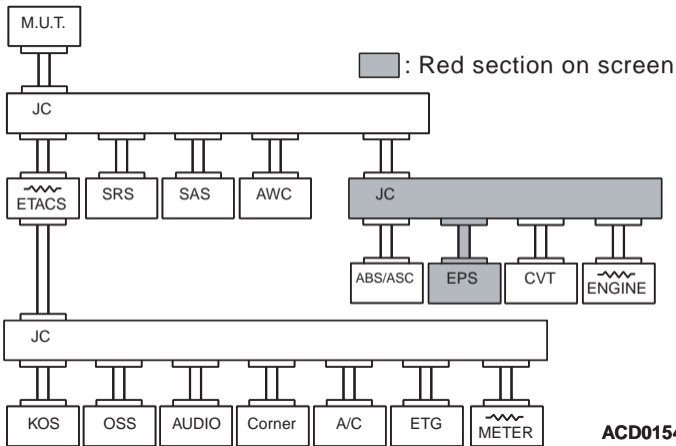 M.U.T.
: Red section on screen
JC
ETACS SRS SAS AWC JC
ABS/ASC EPS CVT ENGINE
JC
KOS OSS AUDIO Corner A/C ETG METER
ACD0154